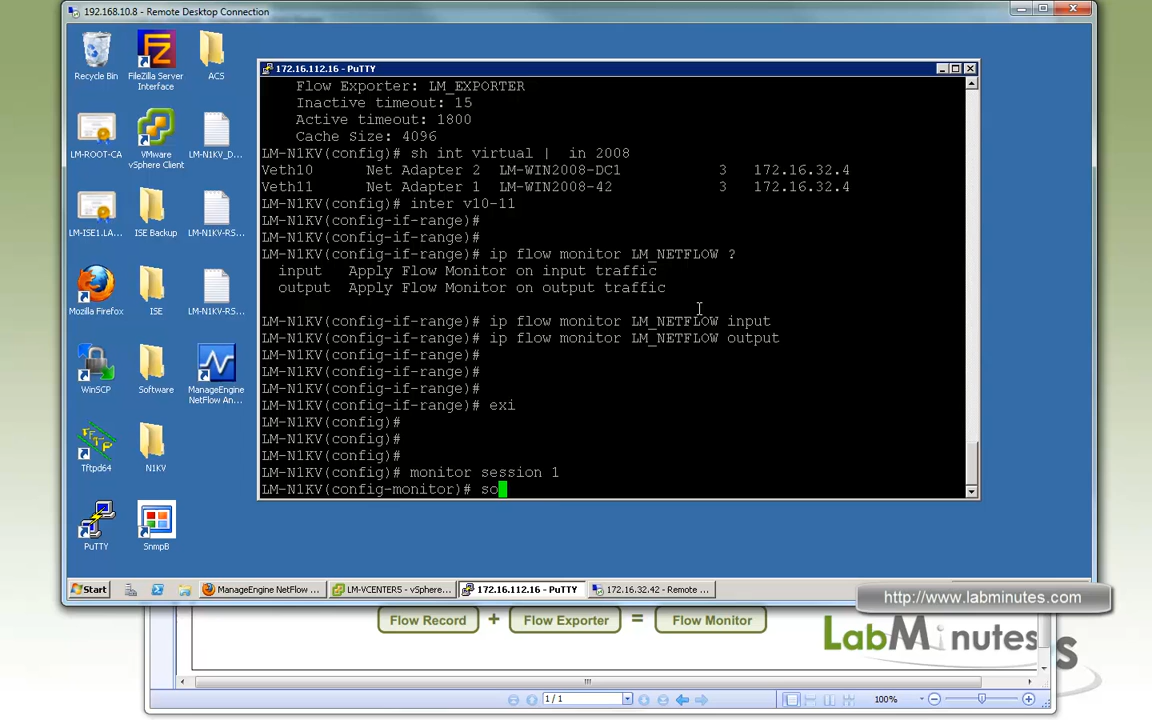 192.168.10.8 - Remote Desktop Connection
Recycle Bin
FileZilla Server Interface
ACS
LM-ROOT-CA
VMware vSphere Client
LM-N1KV_D...
LM-ISE1.LA...
ISE Backup
LM-N1KV-RS...
Mozilla Firefox
ISE
LM-N1KV-RS...
WinSCP
Software
ManageEngine NetFlow An...
Tftpd64
N1KV
PuTTY
SnmpB
172.16.112.16 - PuTTY
Flow Exporter: LM_EXPORTER
Inactive timeout: 15
Active timeout: 1800
Cache Size: 4096
LM-N1KV(config)# sh int virtual |  in 2008
Veth10      Net Adapter 2  LM-WIN2008-DC1            3   172.16.32.4
Veth11      Net Adapter 1  LM-WIN2008-42             3   172.16.32.4
LM-N1KV(config)# inter v10-11
LM-N1KV(config-if-range)#
LM-N1KV(config-if-range)#
LM-N1KV(config-if-range)# ip flow monitor LM_NETFLOW ?
input   Apply Flow Monitor on input traffic
output  Apply Flow Monitor on output traffic
LM-N1KV(config-if-range)# ip flow monitor LM_NETFLOW input
LM-N1KV(config-if-range)# ip flow monitor LM_NETFLOW output
LM-N1KV(config-if-range)#
LM-N1KV(config-if-range)#
LM-N1KV(config-if-range)#
LM-N1KV(config-if-range)# exi
LM-N1KV(config)#
LM-N1KV(config)#
LM-N1KV(config)#
LM-N1KV(config)# monitor session 1
LM-N1KV(config-monitor)# so
Start
ManageEngine NetFlow ...
LM-VCENTER5 - vSphere...
172.16.112.16 - PuTTY
172.16.32.42 - Remote ...
http://www.labminutes.com
Flow Record + Flow Exporter = Flow Monitor
LabMinutes
1 / 1
100%